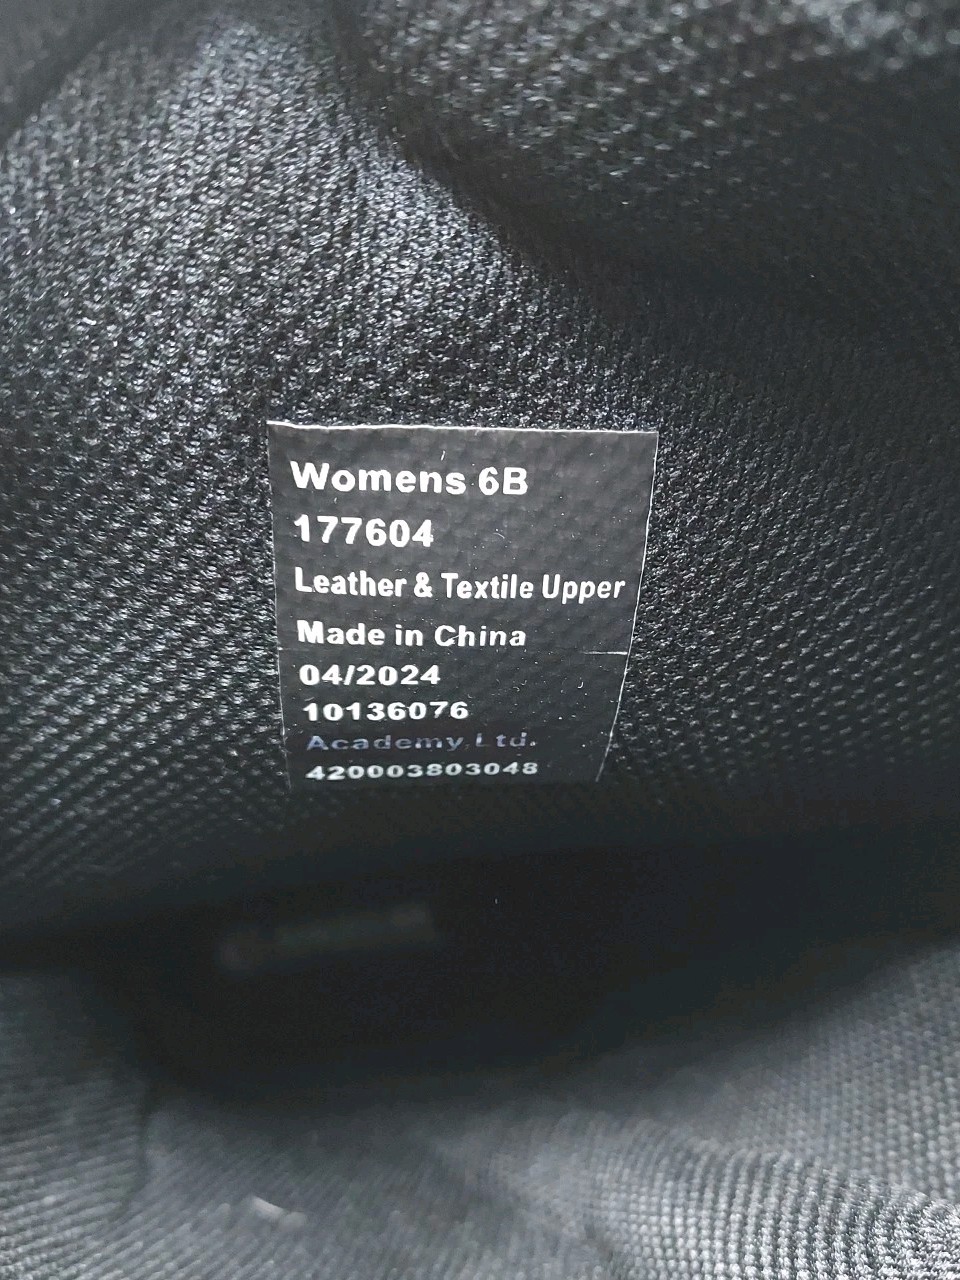 Womens 6B
177604
Leather & Textile Upper
Made in China
04/2024
10136076
Academy, Ltd.
420003803048